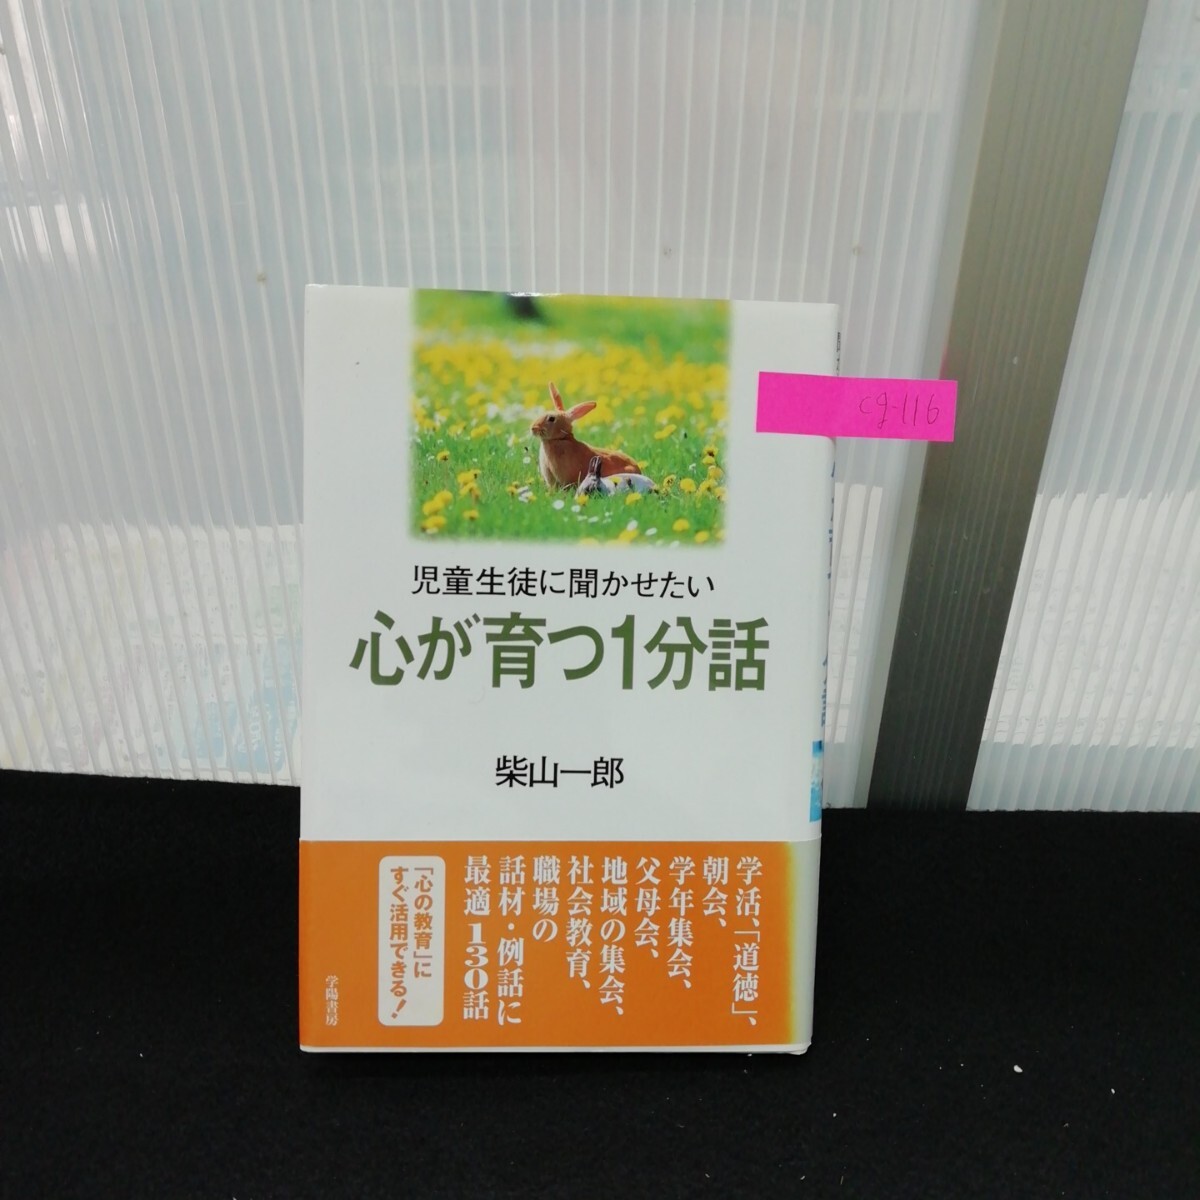 cg-116
児童生徒に聞かせたい
心が育つ1分話
柴山一郎
学活、「道徳」、
朝会、
学年集会、
父母会、
地域の集会、
社会教育、
職場の
話材・例話に
最適130話
「心の教育」に
すぐ活用できる!
学陽書房